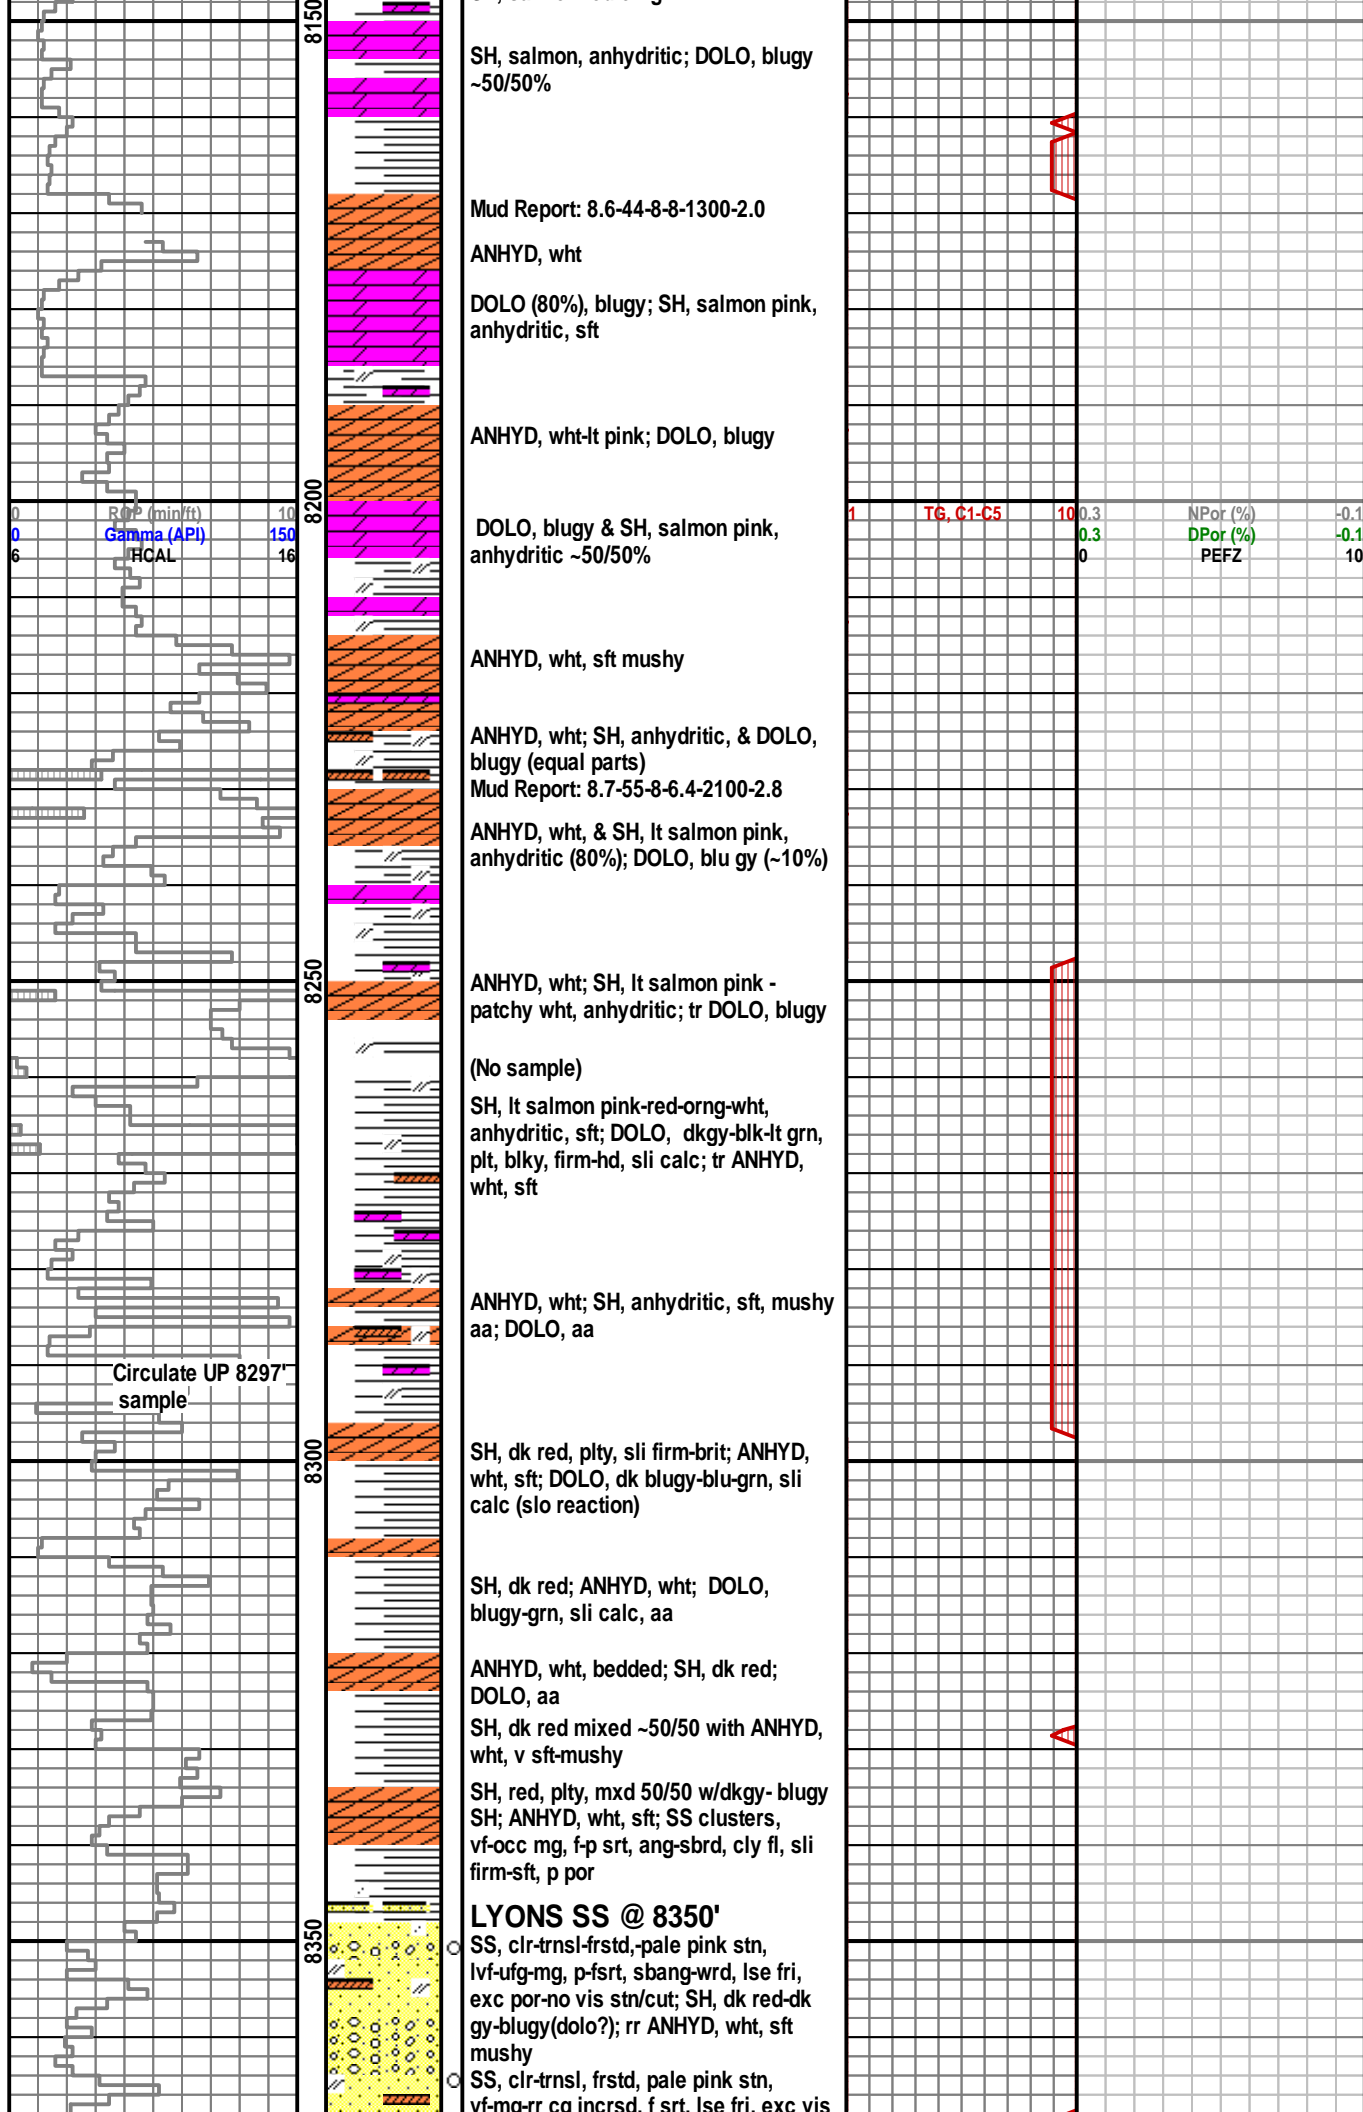 8150
SH, salmon, anhydritic; DOLO, blugy
~50/50%
Mud Report: 8.6-44-8-8-1300-2.0
ANHYD, wht
DOLO (80%), blugy; SH, salmon pink,
anhydritic, sft
ANHYD, wht-lt pink; DOLO, blugy
8200
0 ROP (min/ft) 10
0 Gamma (API) 150
6 HCAL 16
DOLO, blugy & SH, salmon pink,
anhydritic ~50/50%
1 TG, C1-C5 10
0.3 NPor (%) -0.1
0.3 DPor (%) -0.1
0 PEFZ 10
ANHYD, wht, sft mushy
ANHYD, wht; SH, anhydritic, & DOLO,
blugy (equal parts)
Mud Report: 8.7-55-8-6.4-2100-2.8
ANHYD, wht, & SH, lt salmon pink,
anhydritic (80%); DOLO, blu gy (~10%)
8250
ANHYD, wht; SH, lt salmon pink -
patchy wht, anhydritic; tr DOLO, blugy
(No sample)
SH, lt salmon pink-red-orng-wht,
anhydritic, sft; DOLO, dkgy-blk-lt grn,
plt, blky, firm-hd, sli calc; tr ANHYD,
wht, sft
ANHYD, wht; SH, anhydritic, sft, mushy
aa; DOLO, aa
Circulate UP 8297'
sample
8300
SH, dk red, plty, sli firm-brit; ANHYD,
wht, sft; DOLO, dk blugy-blu-grn, sli
calc (slo reaction)
SH, dk red; ANHYD, wht; DOLO,
blugy-grn, sli calc, aa
ANHYD, wht, bedded; SH, dk red;
DOLO, aa
SH, dk red mixed ~50/50 with ANHYD,
wht, v sft-mushy
SH, red, plty, mxd 50/50 w/dkgy- blugy
SH; ANHYD, wht, sft; SS clusters,
vf-occ mg, f-p srt, ang-sbrd, cly fl, sli
firm-sft, p por
LYONS SS @ 8350'
8350
SS, clr-trnsl-frstd,-pale pink stn,
lvf-ufg-mg, p-fsrt, sbang-wrd, lse fri,
exc por-no vis stn/cut; SH, dk red-dk
gy-blugy(dolo?); rr ANHYD, wht, sft
mushy
SS, clr-trnsl, frstd, pale pink stn,
vf-mg-rr cg incrsd, f srt, lse fri, exc vis